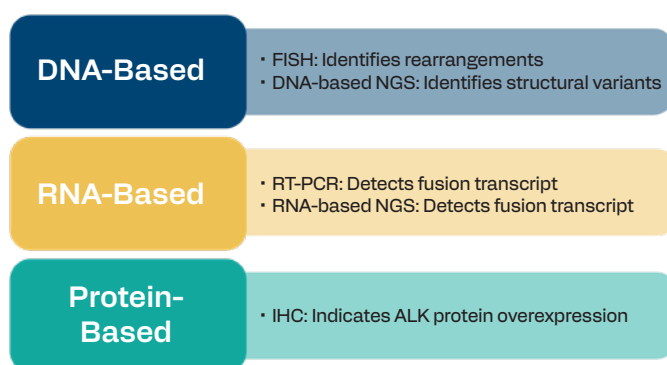 DNA-Based
· FISH: Identifies rearrangements
· DNA-based NGS: Identifies structural variants
RNA-Based
· RT-PCR: Detects fusion transcript
· RNA-based NGS: Detects fusion transcript
Protein-
Based
· IHC: Indicates ALK protein overexpression